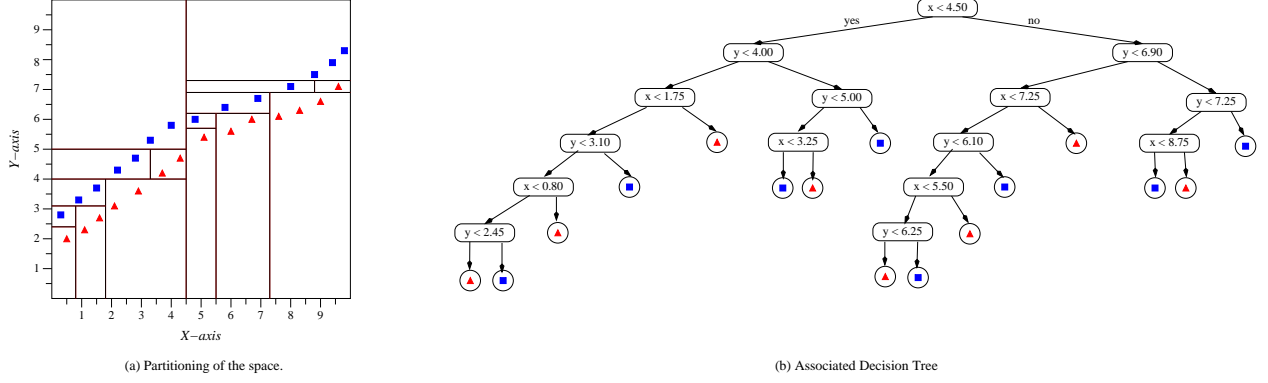 9
8
7
6
5
4
3
2
1
Y-axis
1 2 3 4 5 6 7 8 9
X-axis
(a) Partitioning of the space.
x < 4.50
yes no
y < 4.00 y < 6.90
x < 1.75 y < 5.00 x < 7.25 y < 7.25
y < 3.10 x < 3.25 y < 6.10 x < 8.75
x < 0.80 x < 5.50
y < 2.45 y < 6.25
(b) Associated Decision Tree